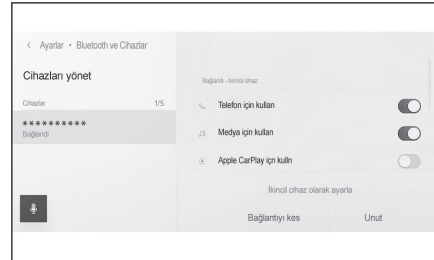 < Ayarlar • Bluetooth ve Cihazlar
Cihazları yönet
Cihazlar 1/5
**********
Bağlandı
Bağlandı - birincil cihaz.
Telefon için kullan
Medya için kullan
Apple CarPlay içn kulln
İkincil cihaz olarak ayarla
Bağlantıyı kes Unut